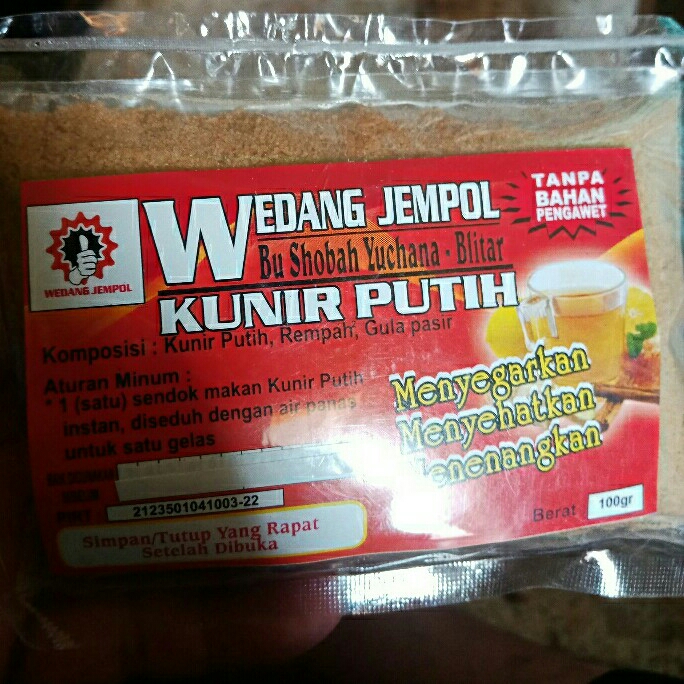 WEDANG JEMPOL
Bu Shobah Yuchana - Blitar
KUNIR PUTIH
TANPA
BAHAN
PENGAWET
WEDANG JEMPOL
Komposisi : Kunir Putih, Rempah, Gula pasir
Aturan Minum :
* 1 (satu) sendok makan Kunir Putih
instan, diseduh dengan air panas
untuk satu gelas
Menyegarkan
Menyehatkan
Menenangkan
2123501041003-22
Berat 100gr
Simpan/Tutup Yang Rapat
Setelah Dibuka